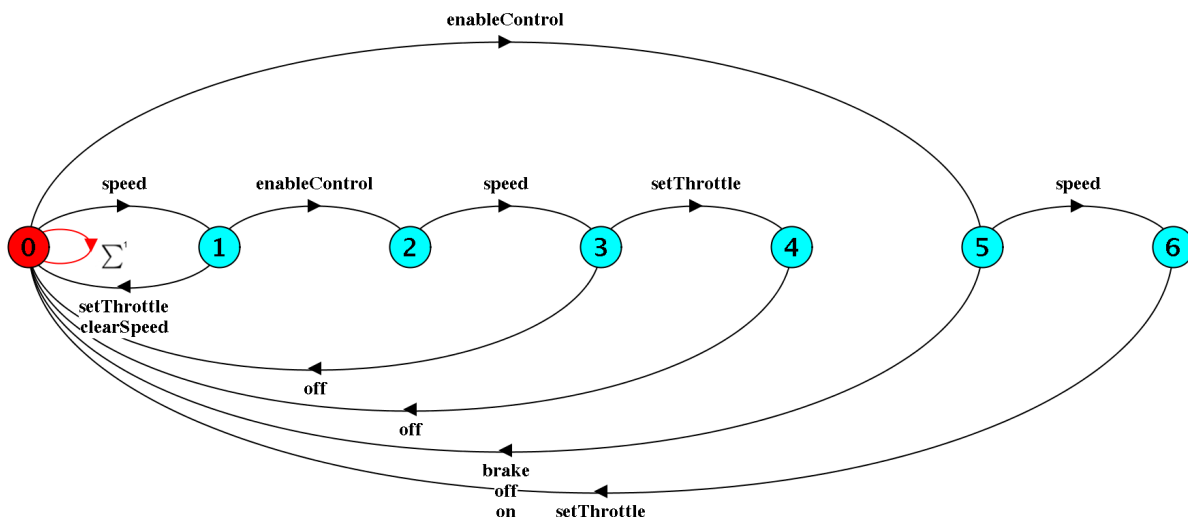 enableControl
speed
enableControl
speed
setThrottle
speed
0
Σ'
1
2
3
4
5
6
setThrottle
clearSpeed
off
off
brake
off
on
setThrottle